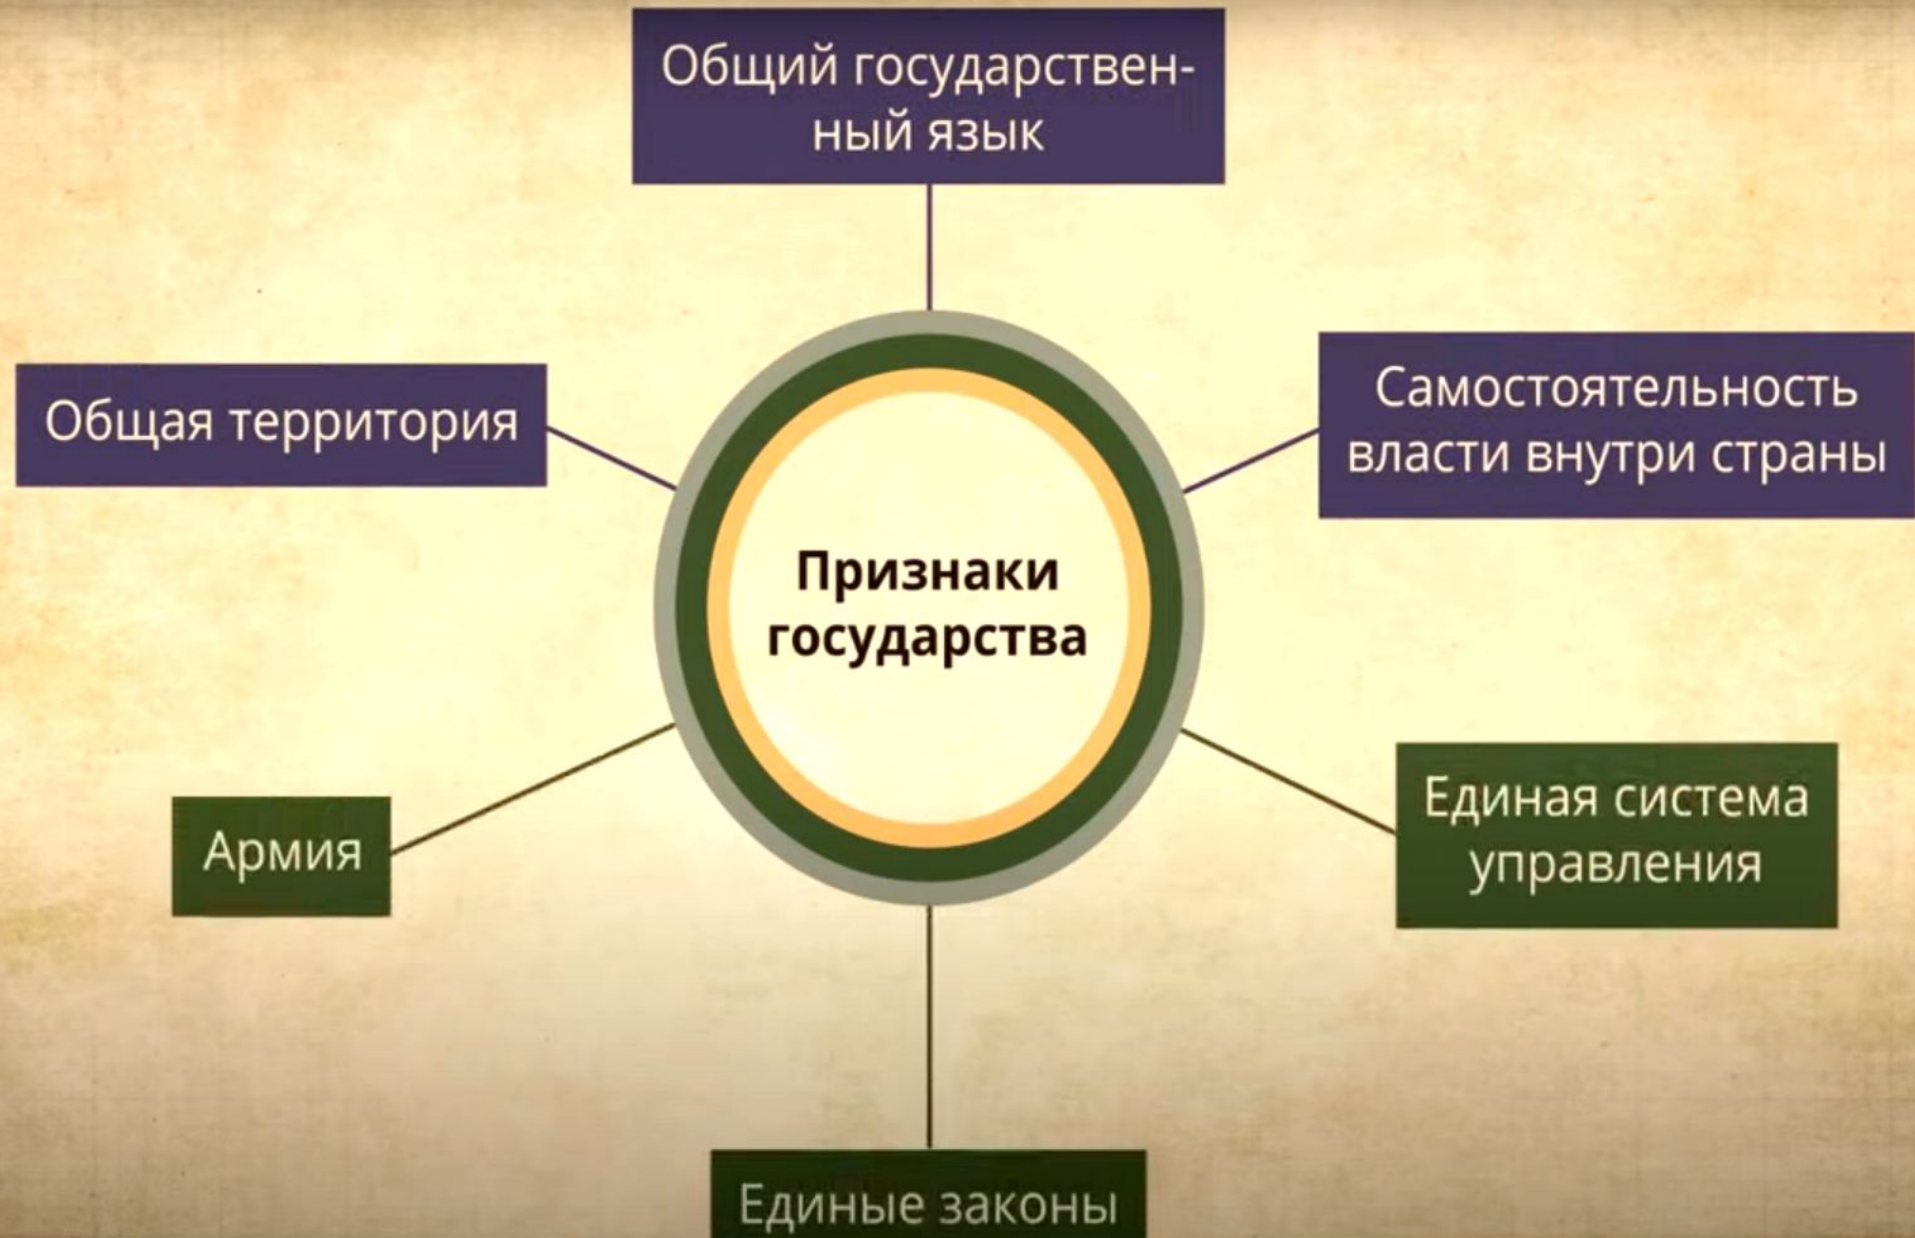 Общий государствен-
ный язык
Общая территория
Самостоятельность
власти внутри страны
Признаки
государства
Армия
Единая система
управления
Единые законы